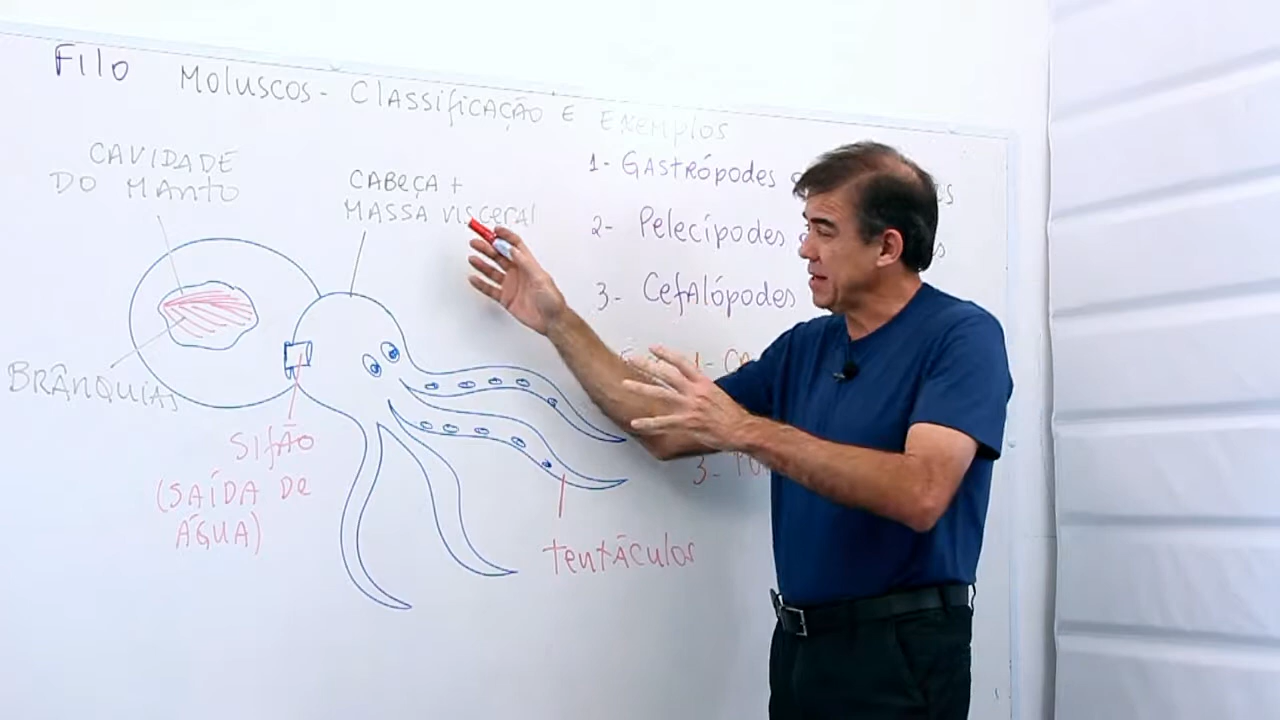 Filo Moluscos - Classificação e Exemplos
CAVIDADE
DO MANTO
CABEÇA +
MASSA VISCERAL
1- Gastrópodes
2- Pelecípodes
3- Cefalópodes
BRÂNQUIAS
Sifão
(SAÍDA DE
ÁGUA)
tentÁculos